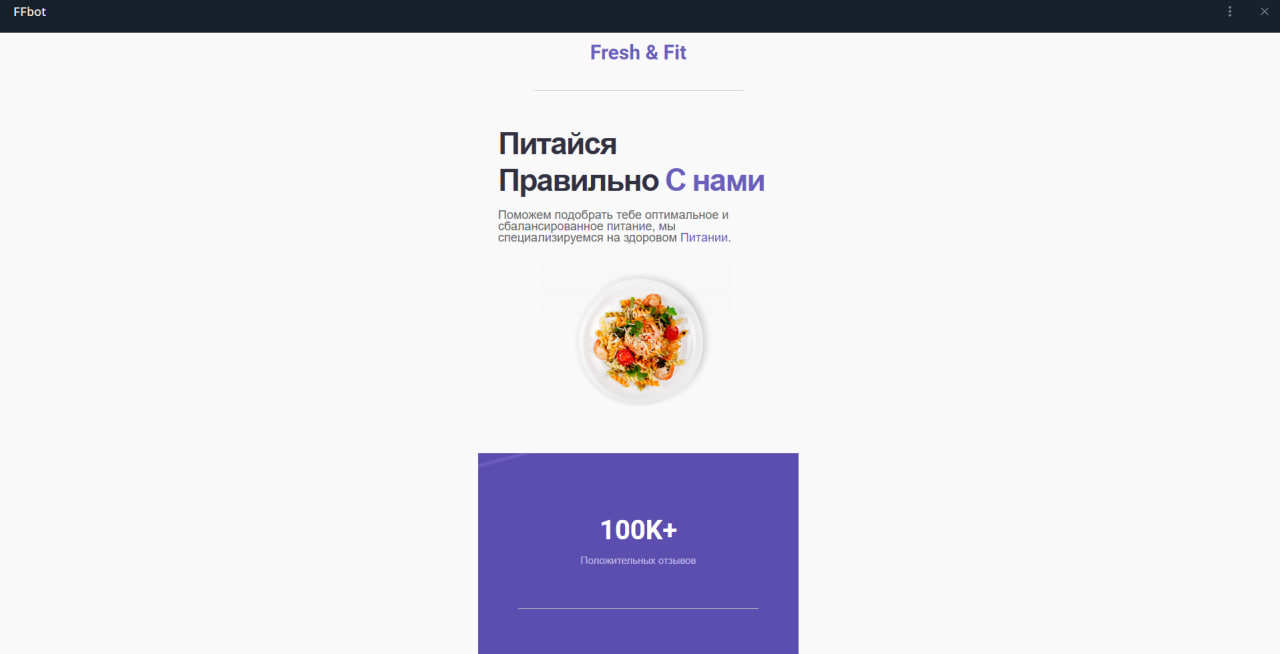 FFbot
Fresh & Fit
Питайся
Правильно С нами
Поможем подобрать тебе оптимальное и
сбалансированное питание, мы
специализируемся на здоровом Питании.
100K+
Положительных отзывов